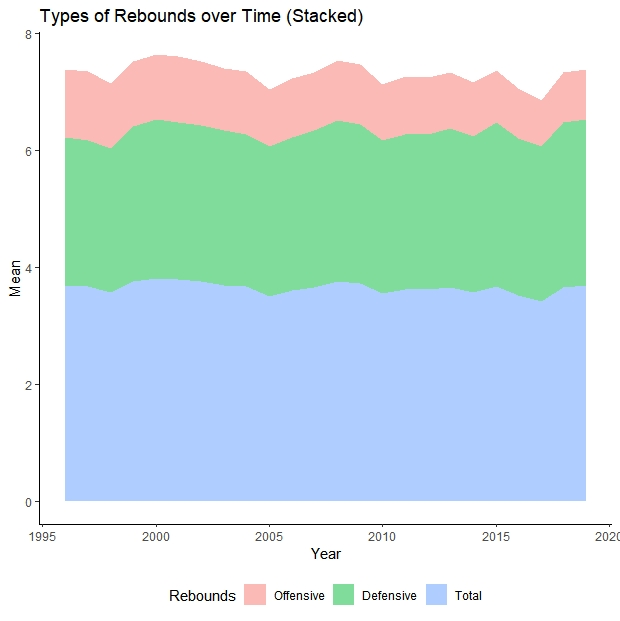 Types of Rebounds over Time (Stacked)
8
6
4
2
0
Mean
1995 2000 2005 2010 2015 2020
Year
Rebounds Offensive Defensive Total